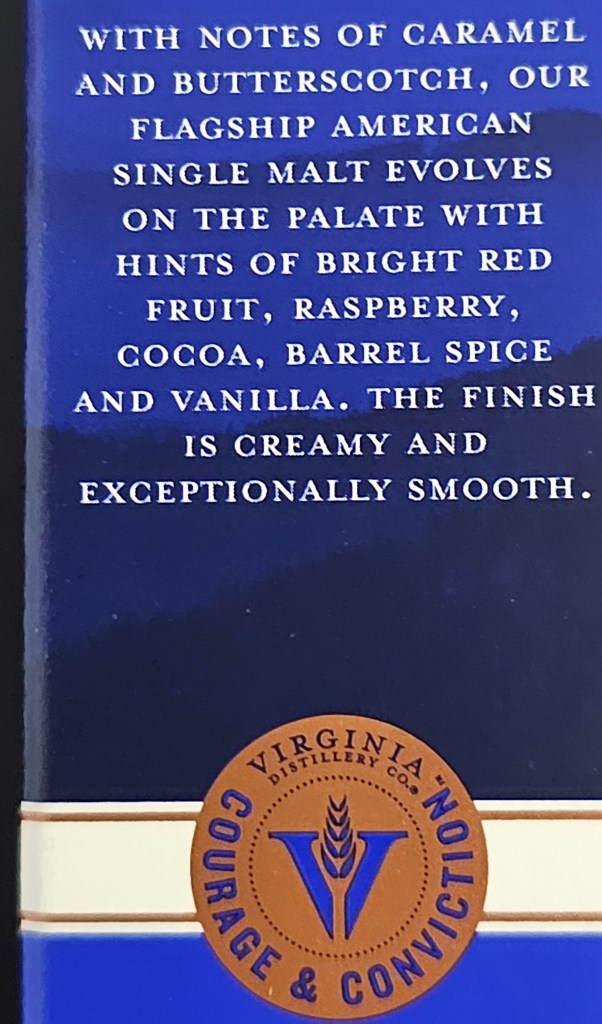 WITH NOTES OF CARAMEL
AND BUTTERSCOTCH, OUR
FLAGSHIP AMERICAN
SINGLE MALT EVOLVES
ON THE PALATE WITH
HINTS OF BRIGHT RED
FRUIT, RASPBERRY,
COCOA, BARREL SPICE
AND VANILLA. THE FINISH
IS CREAMY AND
EXCEPTIONALLY SMOOTH.
VIRGINIA
DISTILLERY CO.®
V
COURAGE & CONVICTION™